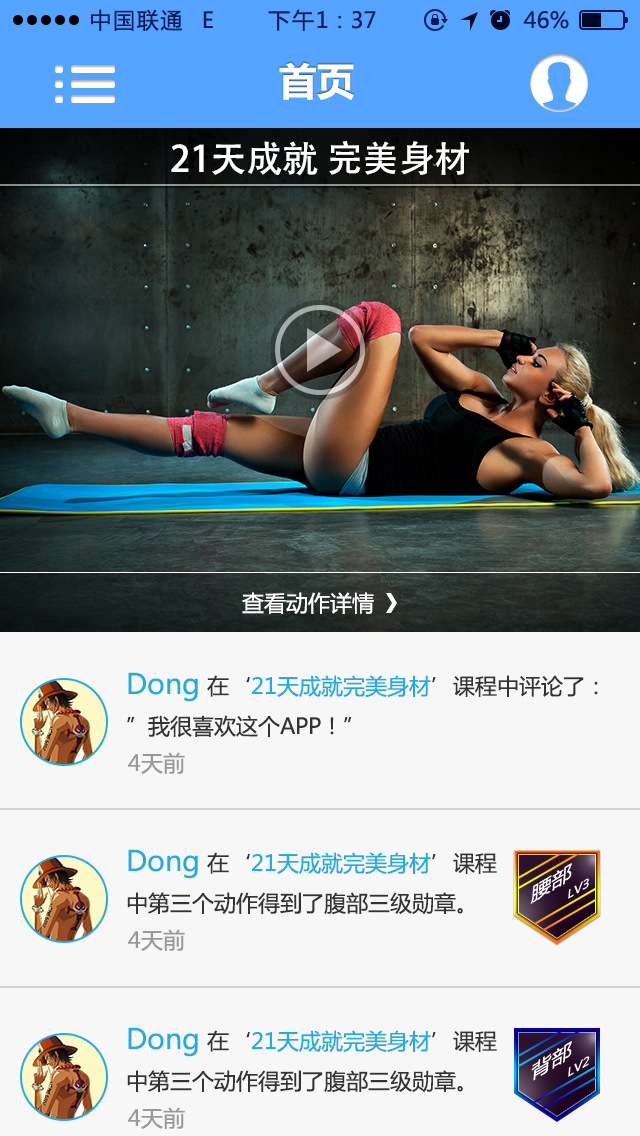 中国联通 E 下午1：37 46%
首页
21天成就 完美身材
查看动作详情 》
Dong 在‘21天成就完美身材’课程中评论了：
”我很喜欢这个APP！”
4天前
Dong 在‘21天成就完美身材’课程
中第三个动作得到了腹部三级勋章。
4天前
腰部
LV3
Dong 在‘21天成就完美身材’课程
中第三个动作得到了腹部三级勋章。
4天前
背部
LV2